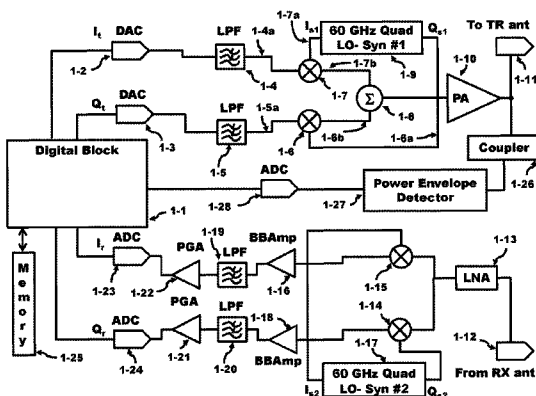 1-7a
I_t DAC LPF 1-4a I_s1 60 GHz Quad LO- Syn #1 Q_s1 To TR ant
1-2 1-4 1-7b 1-9 1-10 1-11
1-7
Q_t DAC LPF 1-5a Σ 1-8 PA
1-3 1-5 1-6 1-6b 1-6a
Digital Block ADC Power Envelope Detector Coupler
1-1 1-28 1-27 1-26
I_r ADC PGA 1-19 LPF BBAmp 1-13
1-23 1-22 1-16 1-15 LNA
Memory PGA 1-18 1-14 1-12
Q_r ADC LPF 1-17
1-25 1-24 1-21 1-20 BBAmp 60 GHz Quad LO- Syn #2 From RX ant
I_s2 Q_s2